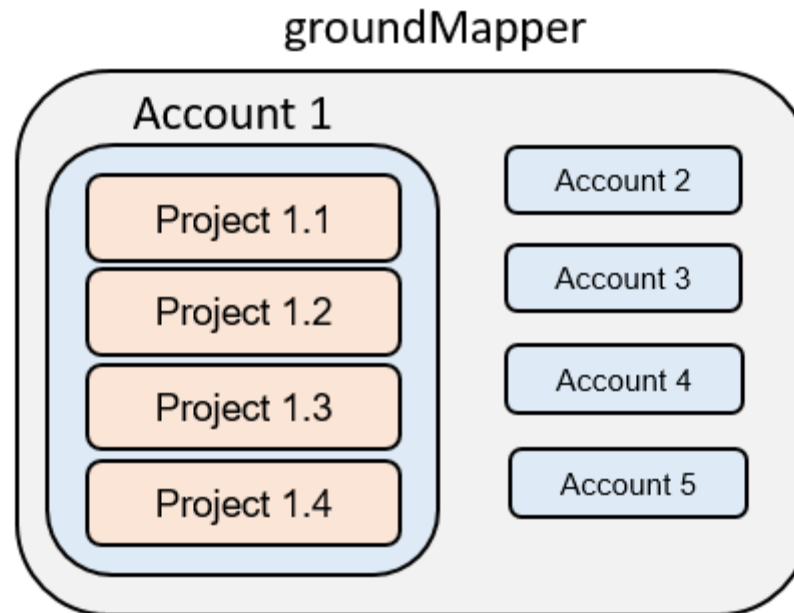 groundMapper
Account 1
Project 1.1
Project 1.2
Project 1.3
Project 1.4
Account 2
Account 3
Account 4
Account 5